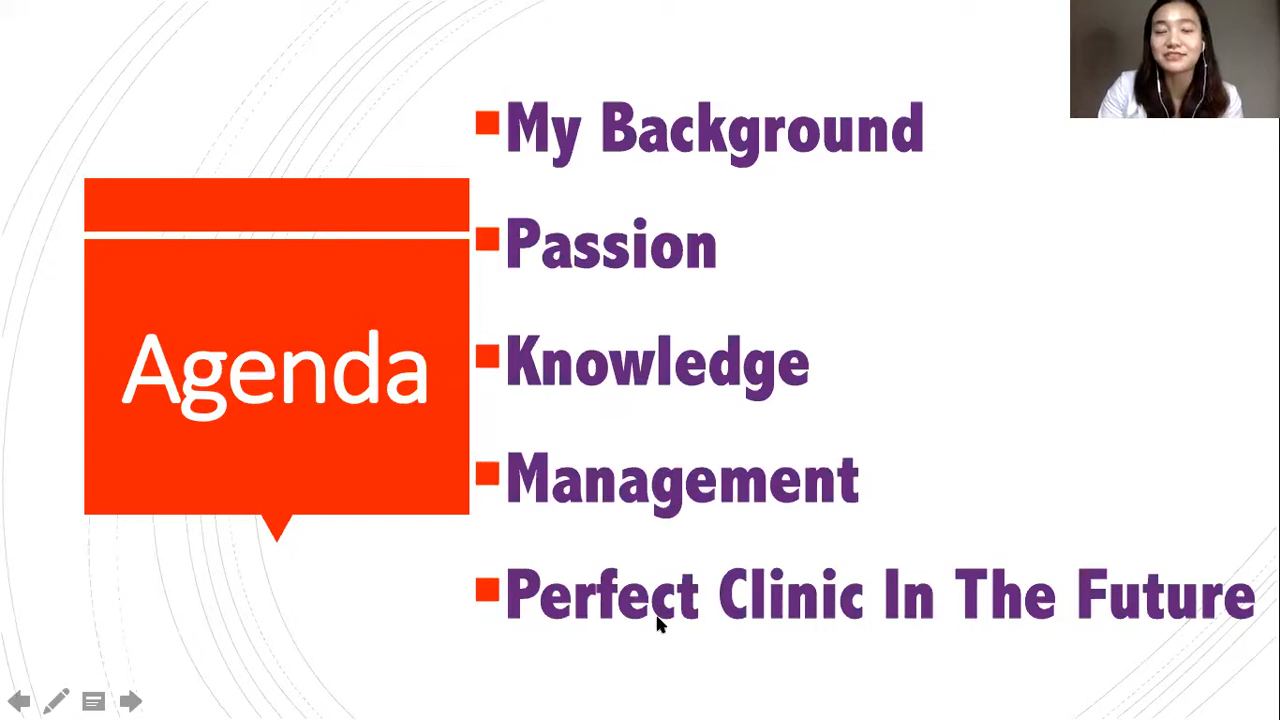 Agenda
My Background
Passion
Knowledge
Management
Perfect Clinic In The Future